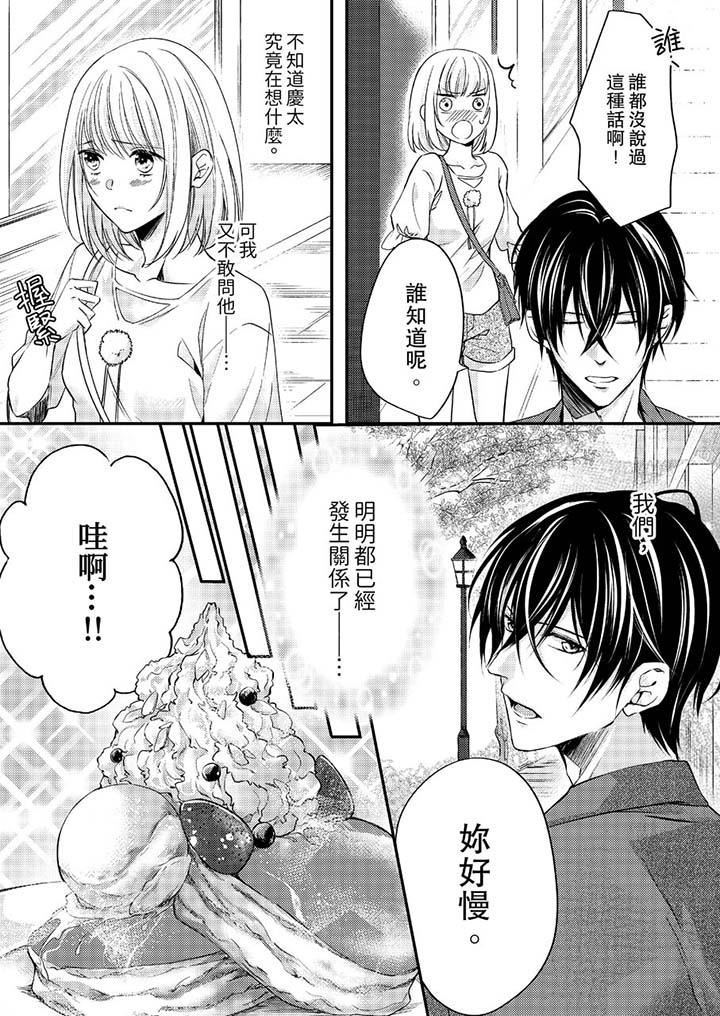 誰、
誰都沒說過
這種話啊！
誰知道呢。
不知道慶太
究竟在想什麼。
可我
又不敢問他——……
握緊
我們，
明明都已經
發生關係了——……
妳好慢。
哇啊…!!